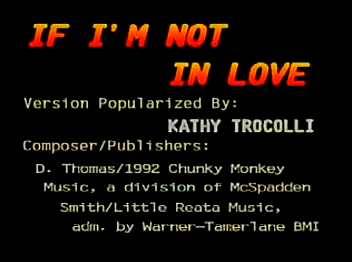 IF I'M NOT
IN LOVE
Version Popularized By:
KATHY TROCOLLI
Composer/Publishers:
D. Thomas/1992 Chunky Monkey
Music, a division of McSpadden
Smith/Little Reata Music,
adm. by Warner-Tamerlane BMI